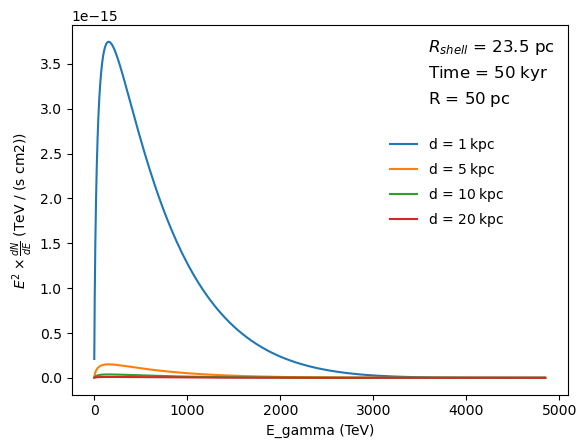 1e−15
R_shell = 23.5 pc
Time = 50 kyr
R = 50 pc
d = 1 kpc
d = 5 kpc
d = 10 kpc
d = 20 kpc
3.5
3.0
2.5
2.0
1.5
1.0
0.5
0.0
E² × dN/dE (TeV / (s cm2))
0 1000 2000 3000 4000 5000
E_gamma (TeV)